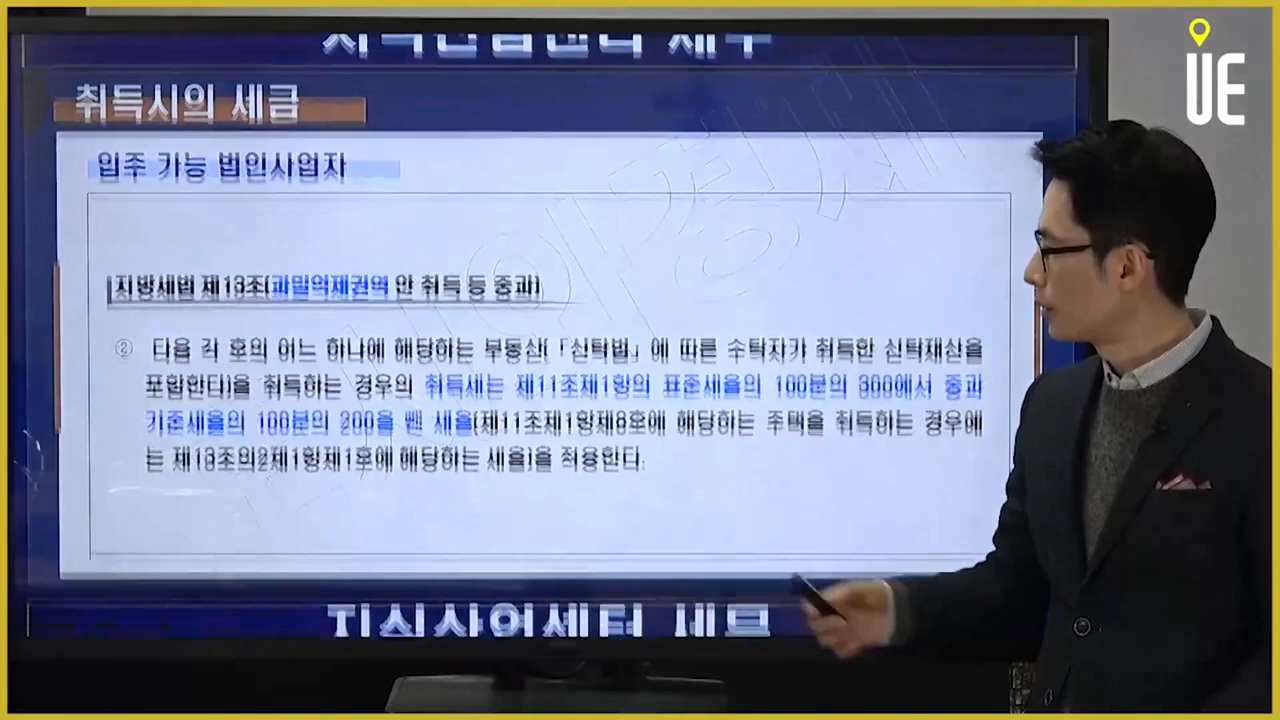 UE
취득시의 세금
입주 가능 법인사업자
지방세법 제13조(과밀억제권역 안 취득 등 중과)
② 다음 각 호의 어느 하나에 해당하는 부동산(「신탁법」에 따른 수탁자가 취득한 신탁재산을
포함한다)을 취득하는 경우의 취득세는 제11조제1항의 표준세율의 100분의 300에서 중과
기준세율의 100분의 200을 뺀 세율(제11조제1항제8호에 해당하는 주택을 취득하는 경우에
는 제13조의2제1항제1호에 해당하는 세율)을 적용한다.
지식산업센터 세무